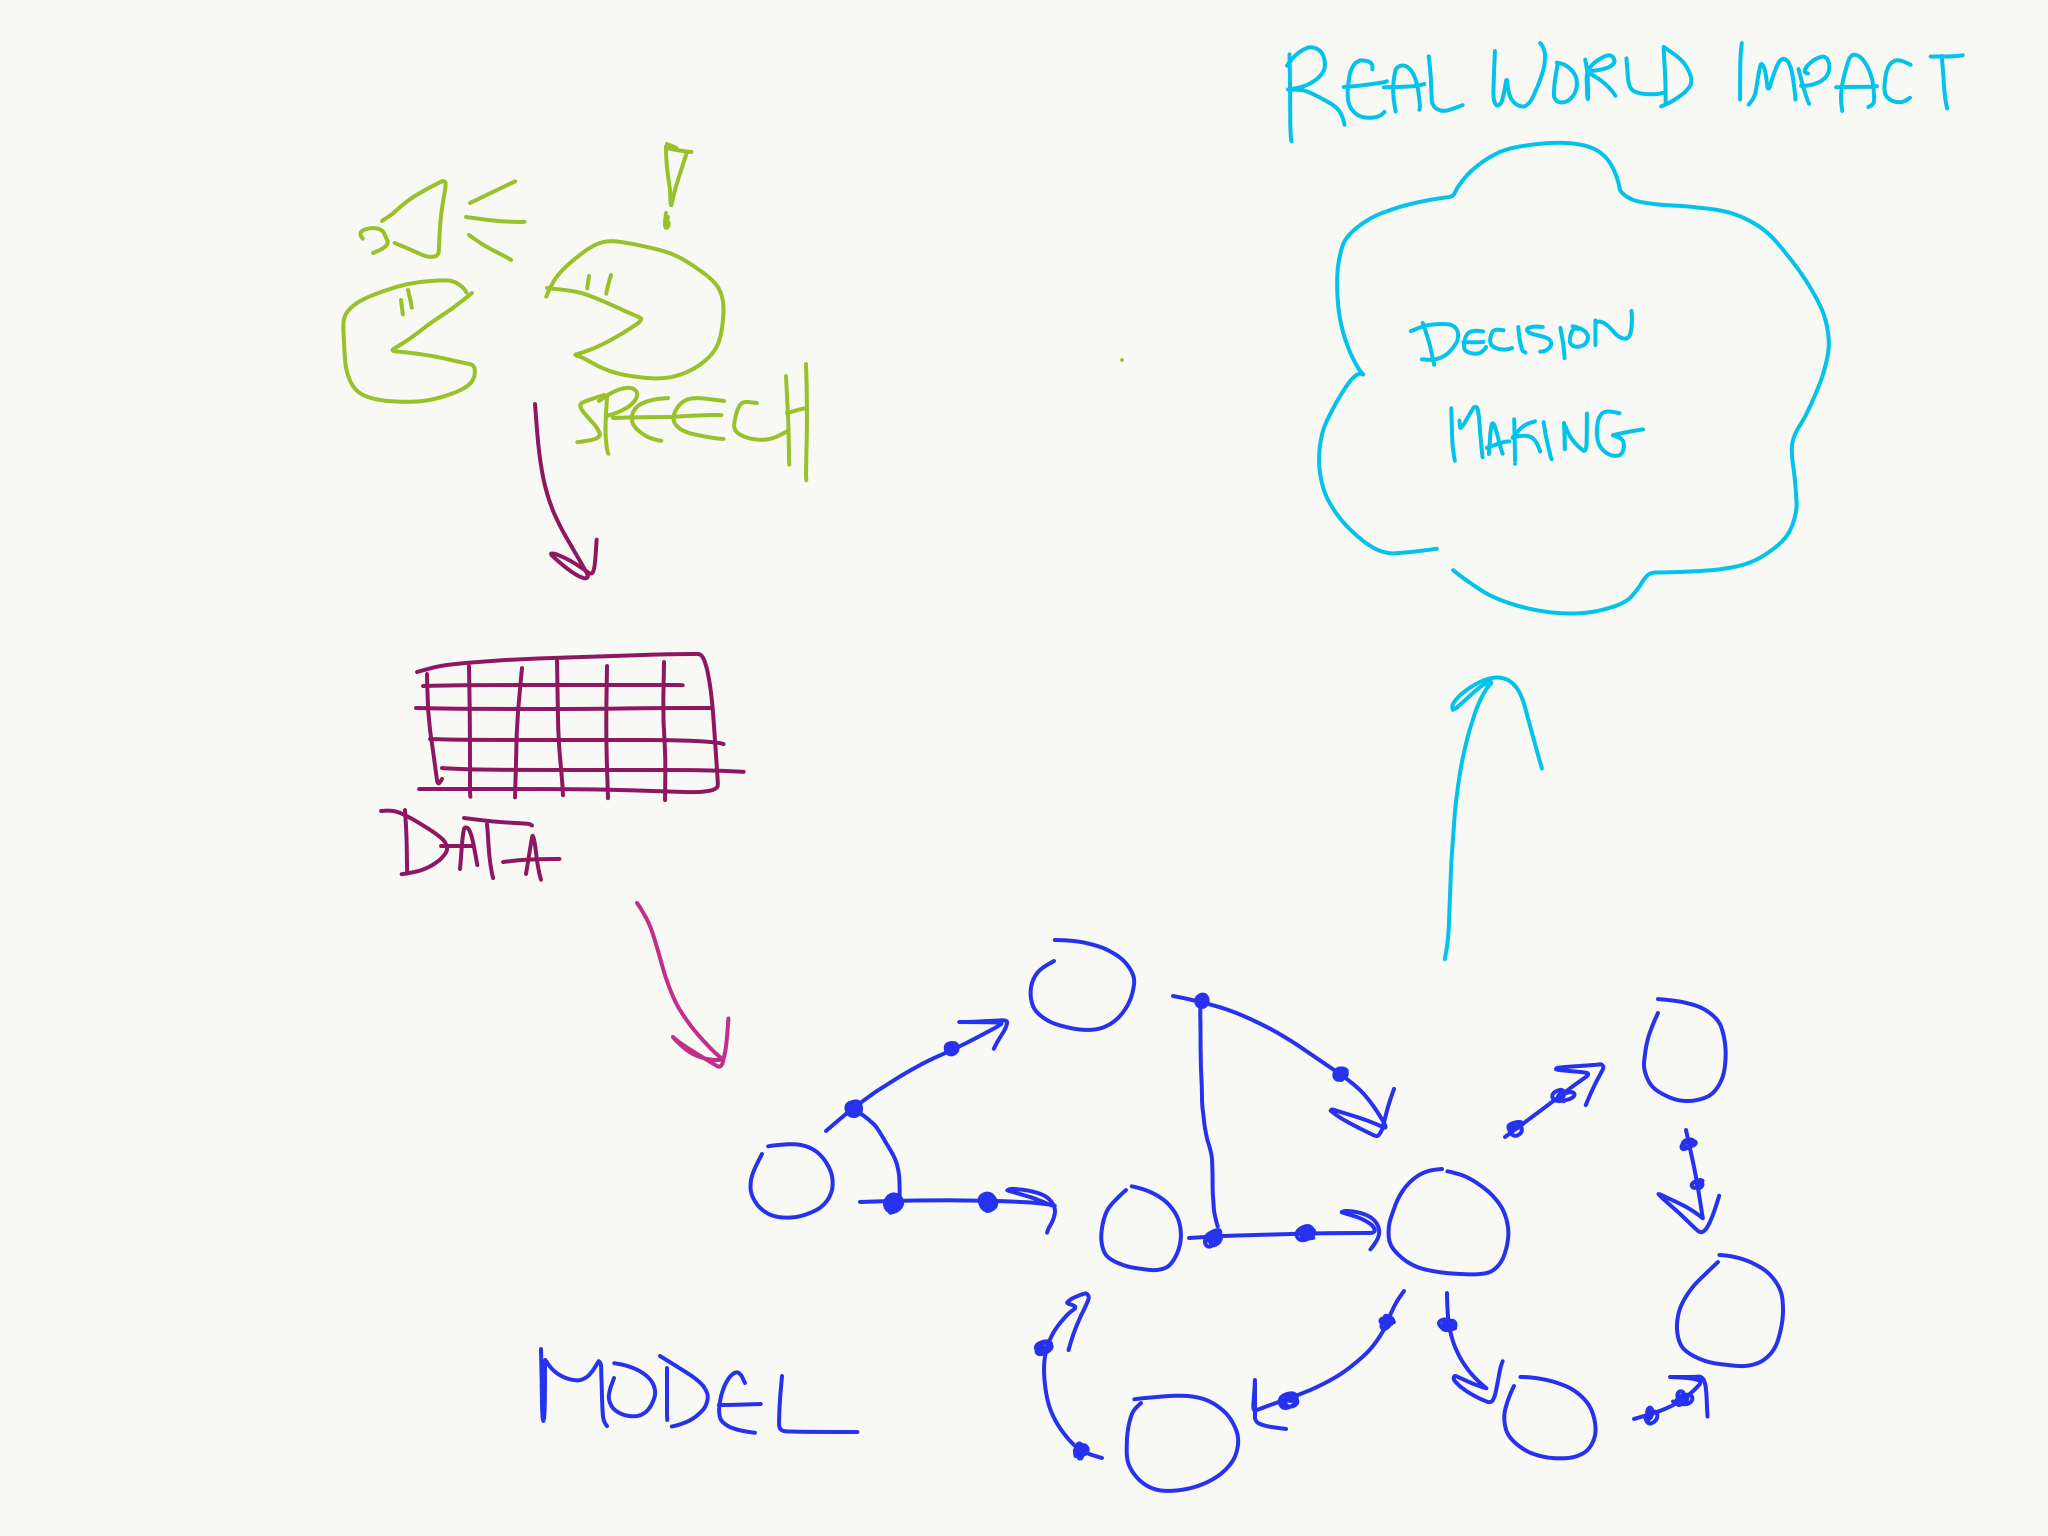 REAL WORLD IMPACT
!
SPEECH
DECISION
MAKING
DATA
MODEL